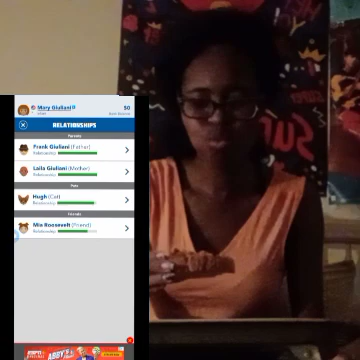 Mary Giuliani
$0
RELATIONSHIPS
Parents
Frank Giuliani (Father)
Relationship
Laila Giuliani (Mother)
Relationship
Pets
Hugh (Cat)
Relationship
Friends
Mia Roosevelt (Friend)
Relationship